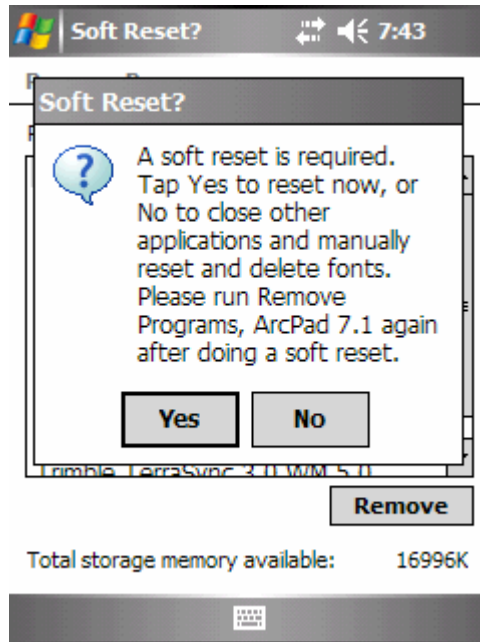 Soft Reset? 7:43
Soft Reset?
A soft reset is required.
Tap Yes to reset now, or
No to close other
applications and manually
reset and delete fonts.
Please run Remove
Programs, ArcPad 7.1 again
after doing a soft reset.
Yes No
Trimble TerraSync 3.0 WM 5.0
Remove
Total storage memory available: 16996K